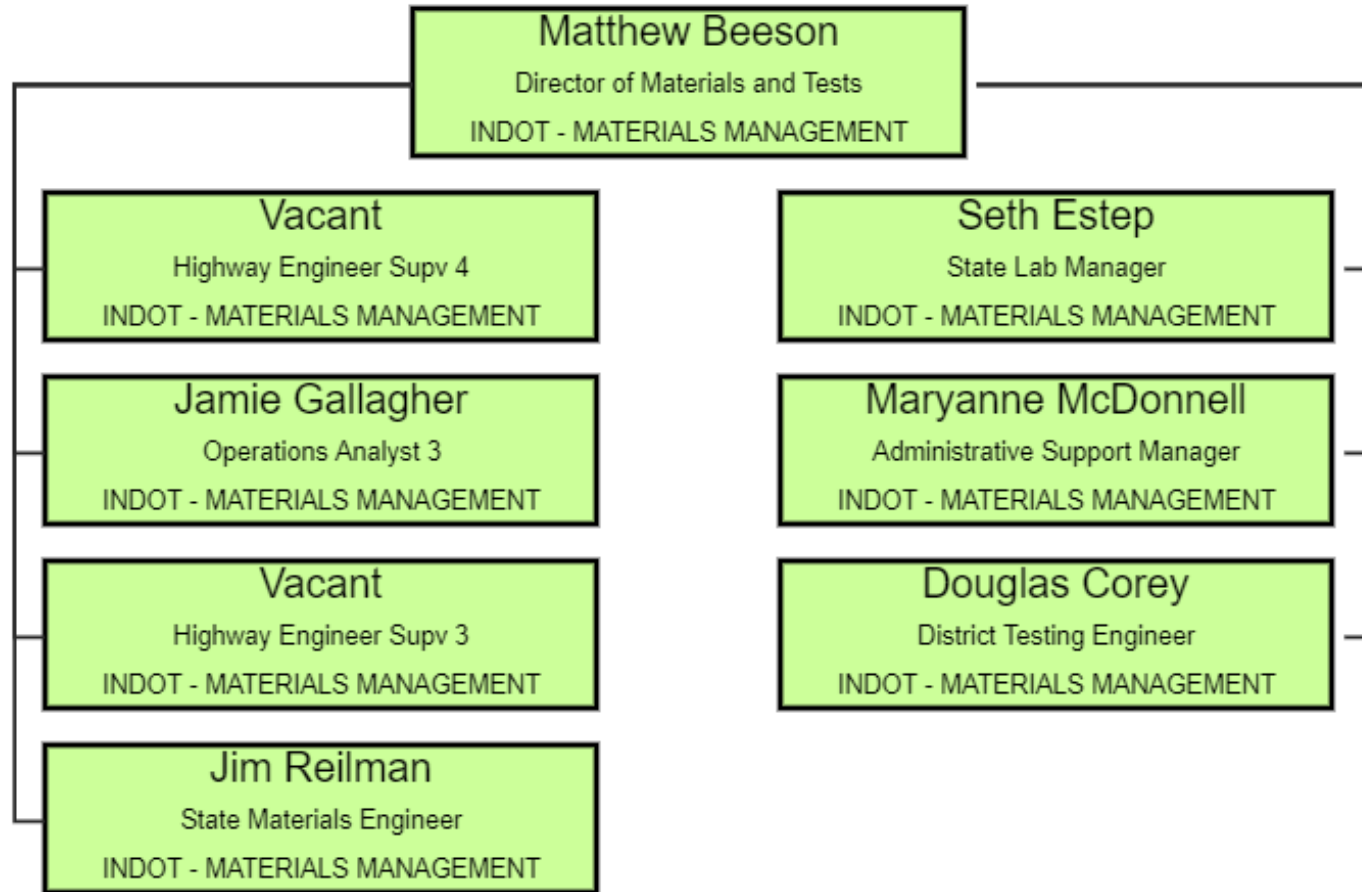 Matthew Beeson
Director of Materials and Tests
INDOT - MATERIALS MANAGEMENT
Vacant
Highway Engineer Supv 4
INDOT - MATERIALS MANAGEMENT
Seth Estep
State Lab Manager
INDOT - MATERIALS MANAGEMENT
Jamie Gallagher
Operations Analyst 3
INDOT - MATERIALS MANAGEMENT
Maryanne McDonnell
Administrative Support Manager
INDOT - MATERIALS MANAGEMENT
Vacant
Highway Engineer Supv 3
INDOT - MATERIALS MANAGEMENT
Douglas Corey
District Testing Engineer
INDOT - MATERIALS MANAGEMENT
Jim Reilman
State Materials Engineer
INDOT - MATERIALS MANAGEMENT